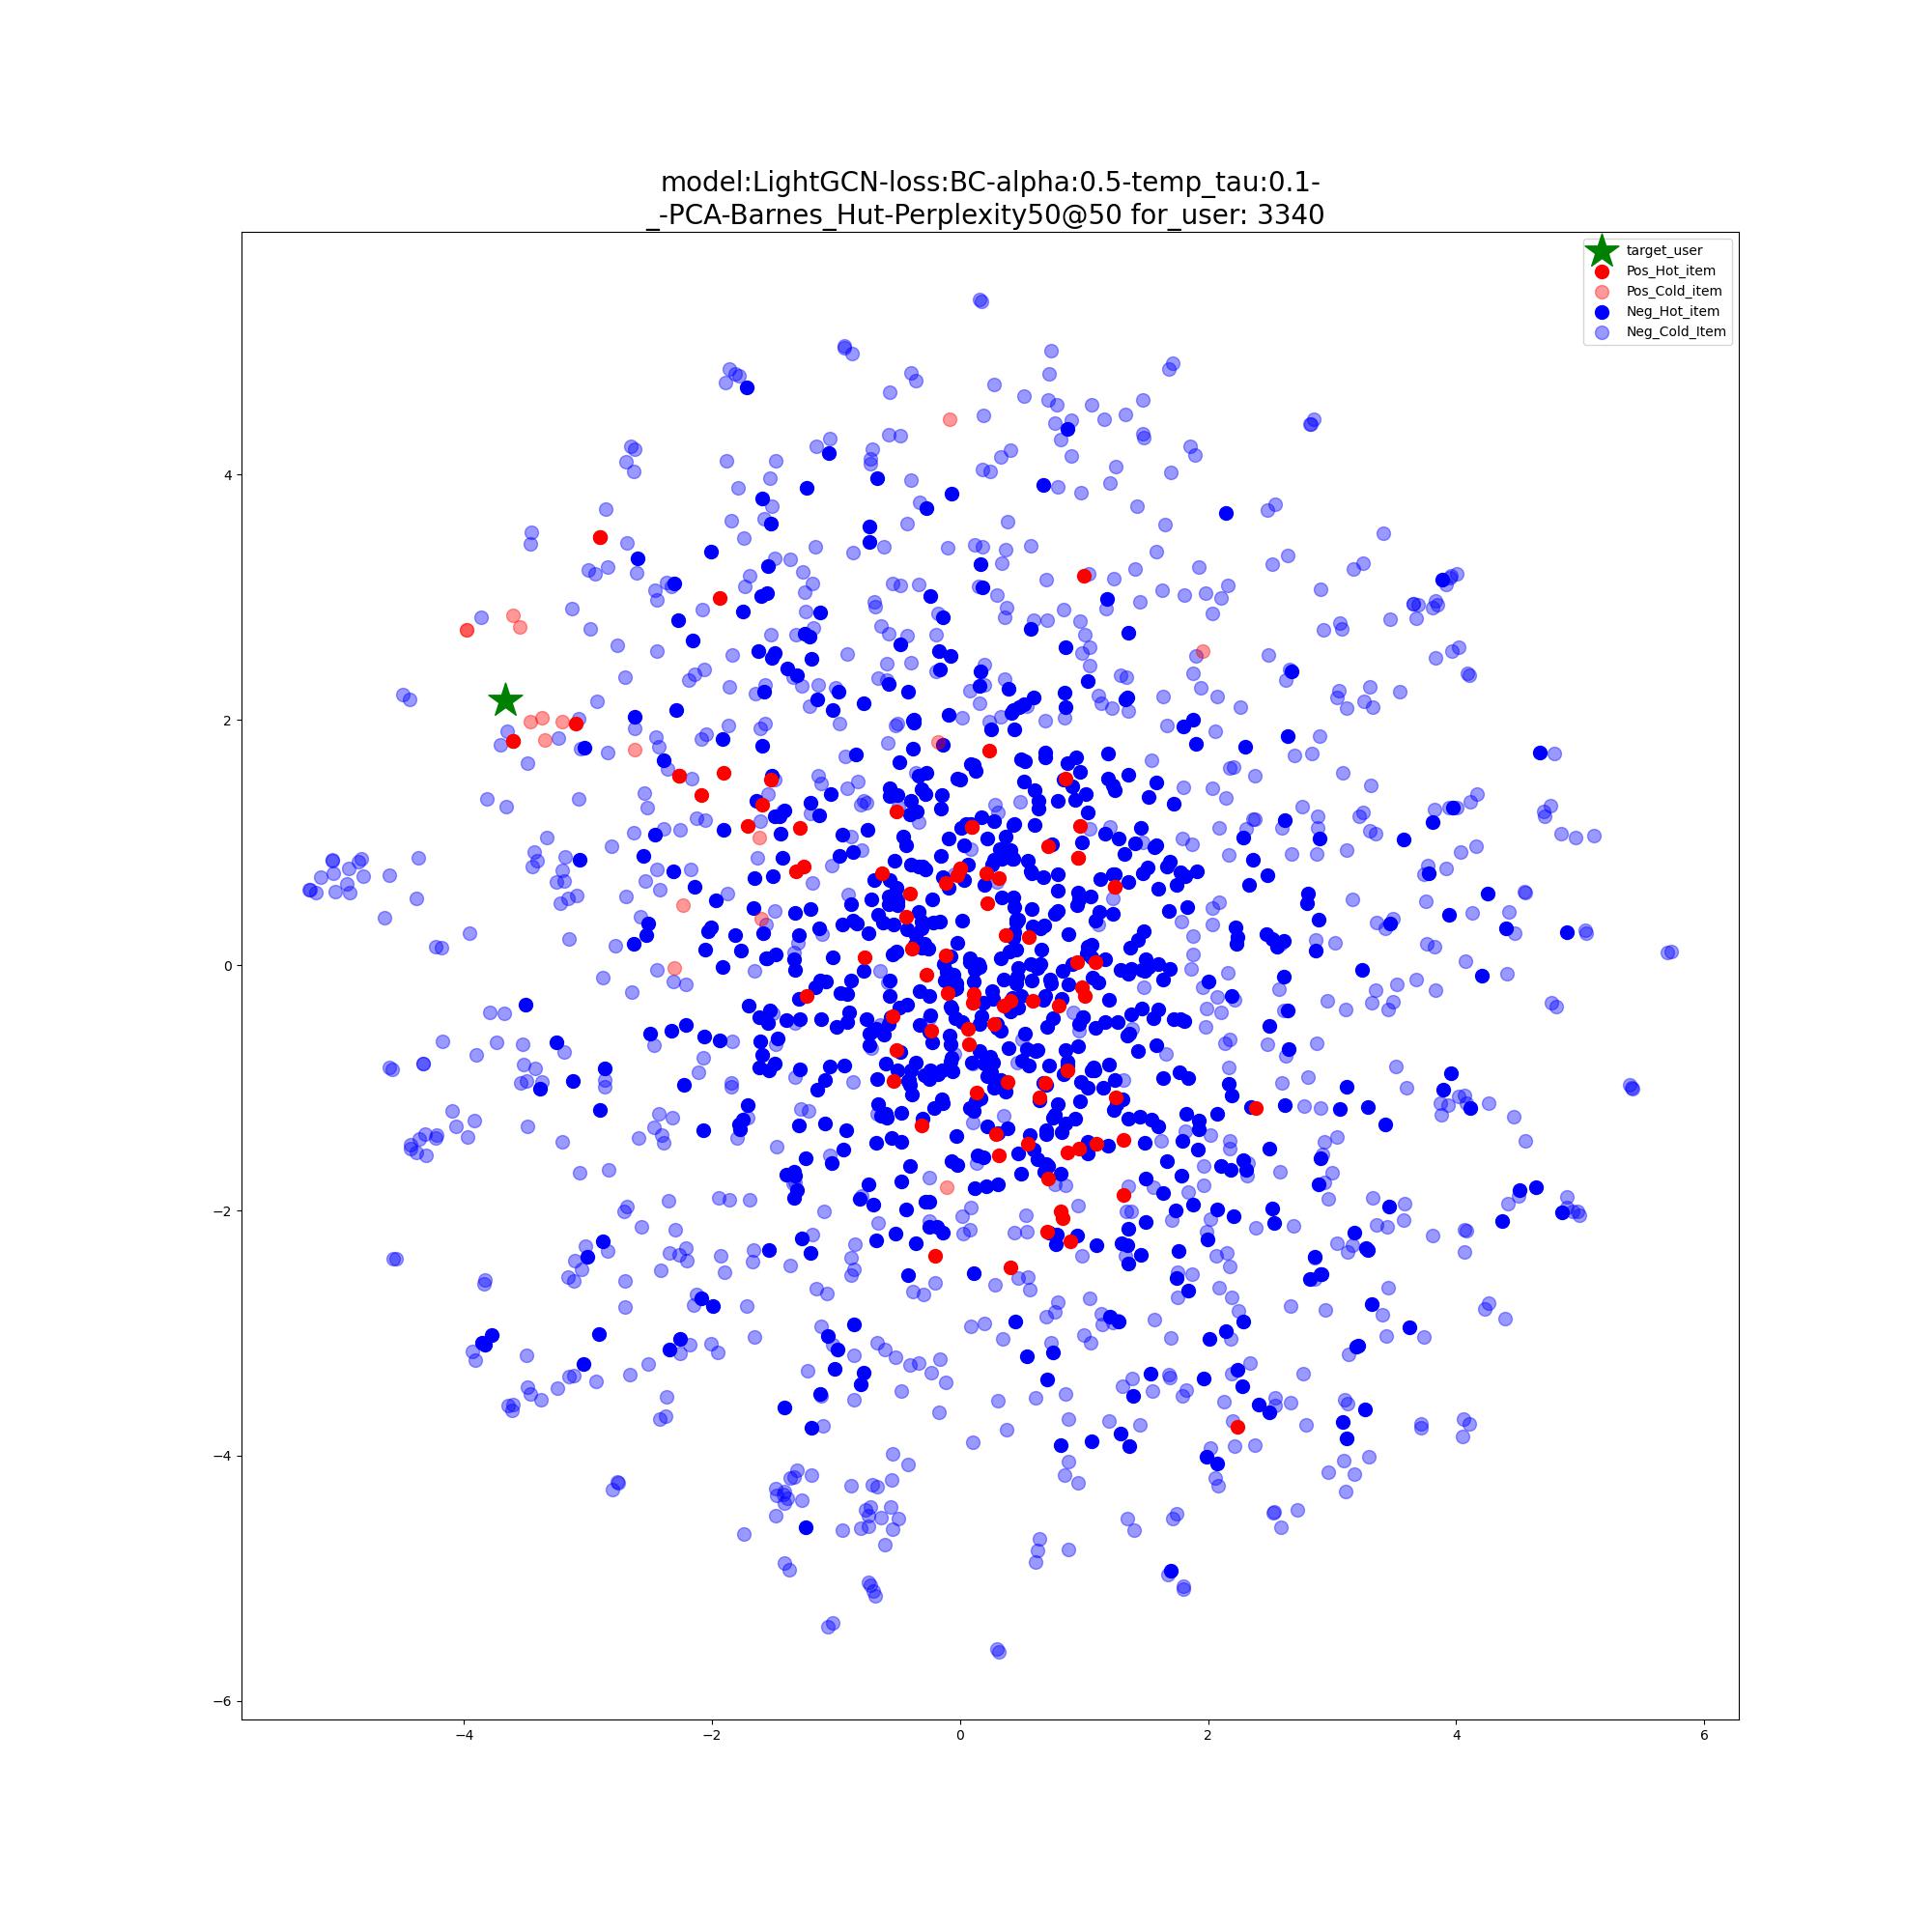 model:LightGCN-loss:BC-alpha:0.5-temp_tau:0.1-
_-PCA-Barnes_Hut-Perplexity50@50 for_user: 3340
target_user
Pos_Hot_item
Pos_Cold_item
Neg_Hot_item
Neg_Cold_Item
4
2
0
−2
−4
−6
−4
−2
0
2
4
6